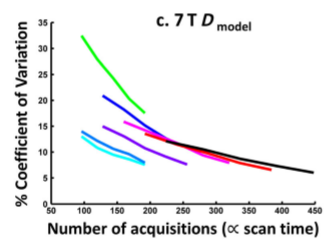 c. 7 T D model
% Coefficient of Variation
35
30
25
20
15
10
5
0
50 100 150 200 250 300 350 400 450
Number of acquisitions (∝ scan time)